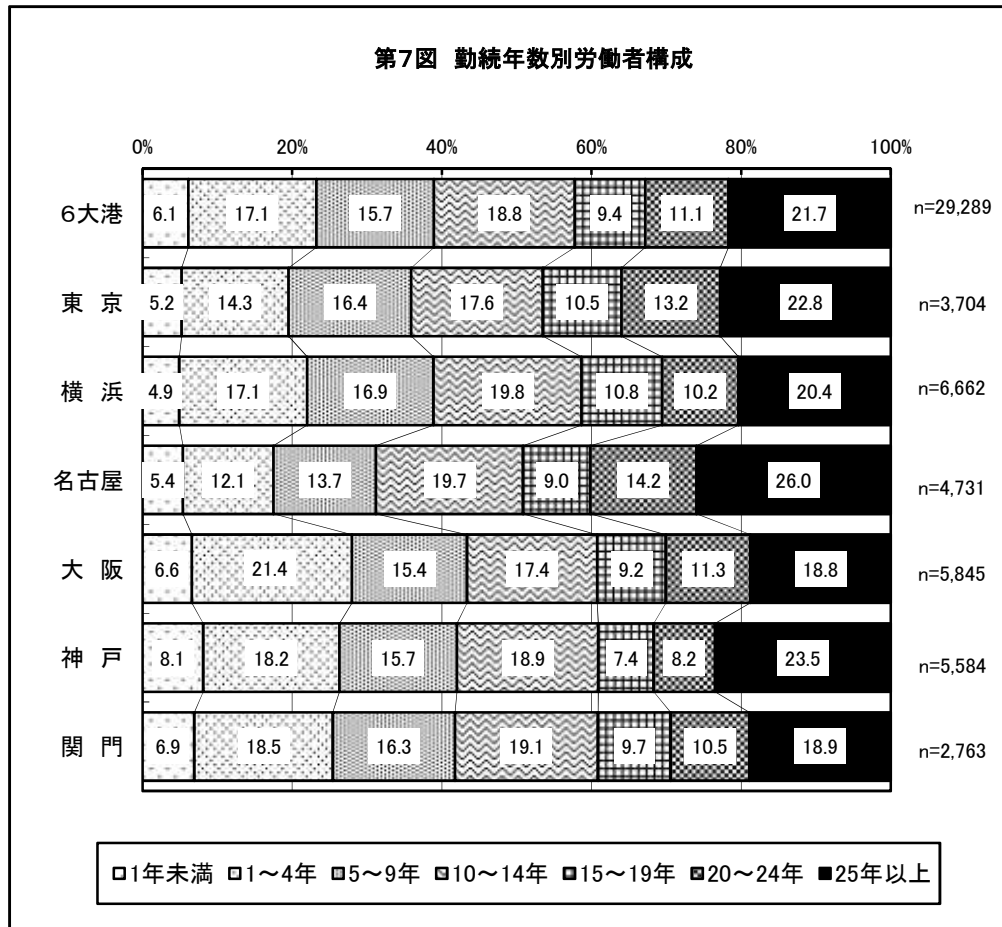 第7図 勤続年数別労働者構成
0% 20% 40% 60% 80% 100%
6大港 6.1 17.1 15.7 18.8 9.4 11.1 21.7 n=29,289
東 京 5.2 14.3 16.4 17.6 10.5 13.2 22.8 n=3,704
横 浜 4.9 17.1 16.9 19.8 10.8 10.2 20.4 n=6,662
名古屋 5.4 12.1 13.7 19.7 9.0 14.2 26.0 n=4,731
大 阪 6.6 21.4 15.4 17.4 9.2 11.3 18.8 n=5,845
神 戸 8.1 18.2 15.7 18.9 7.4 8.2 23.5 n=5,584
関 門 6.9 18.5 16.3 19.1 9.7 10.5 18.9 n=2,763
1年未満 1～4年 5～9年 10～14年 15～19年 20～24年 25年以上